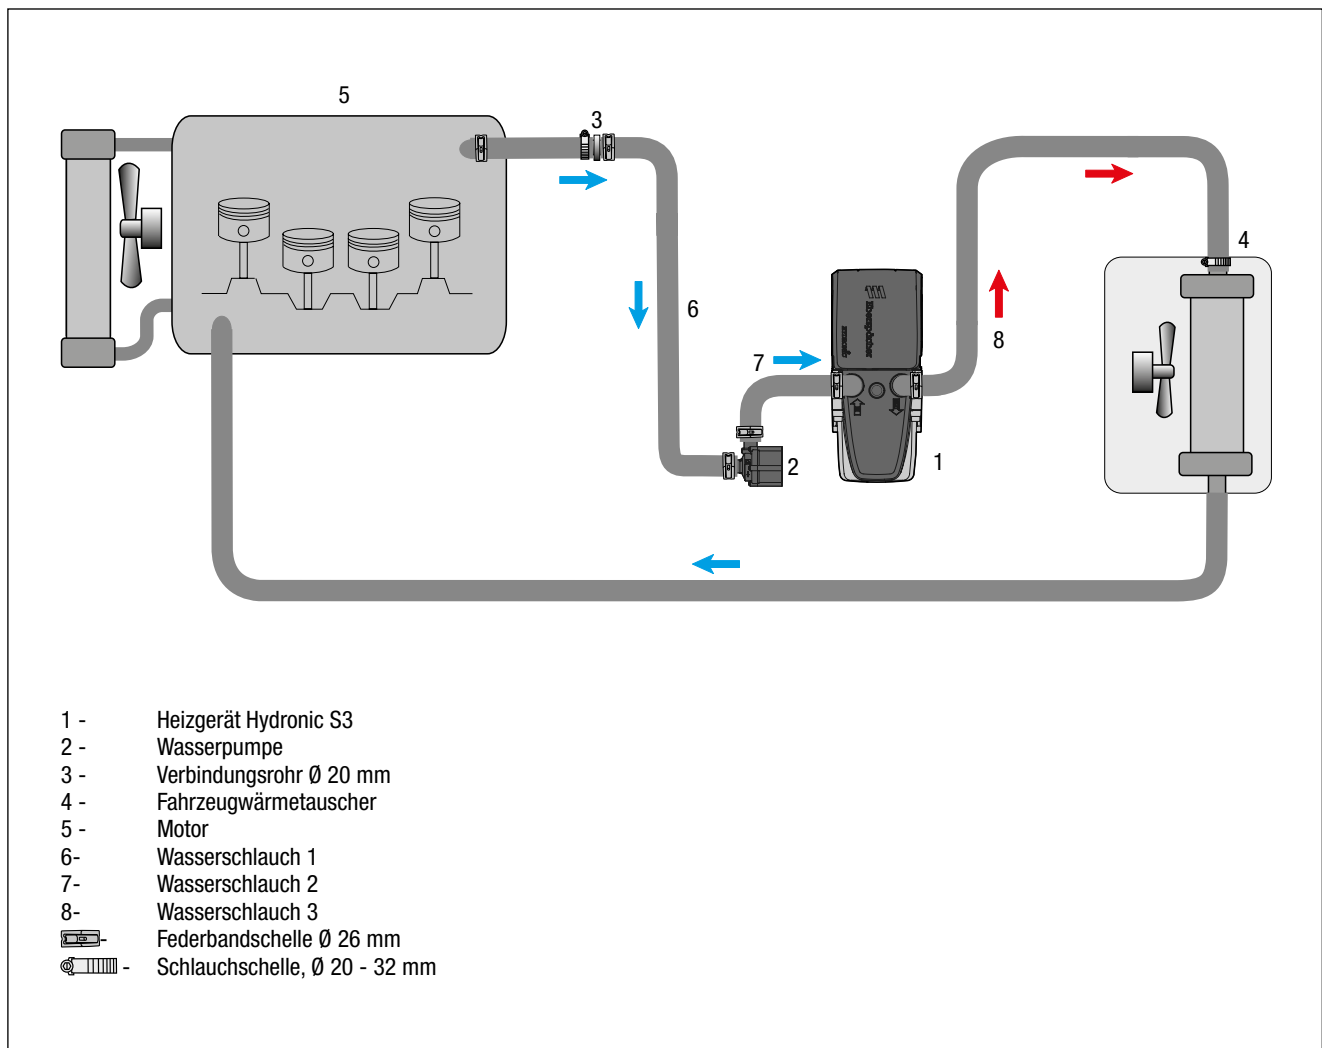 5
3
4
6
8
7
2
1
Eberspächer
1 - Heizgerät Hydronic S3
2 - Wasserpumpe
3 - Verbindungsrohr Ø 20 mm
4 - Fahrzeugwärmetauscher
5 - Motor
6- Wasserschlauch 1
7- Wasserschlauch 2
8- Wasserschlauch 3
- Federbandschelle Ø 26 mm
- Schlauchschelle, Ø 20 - 32 mm